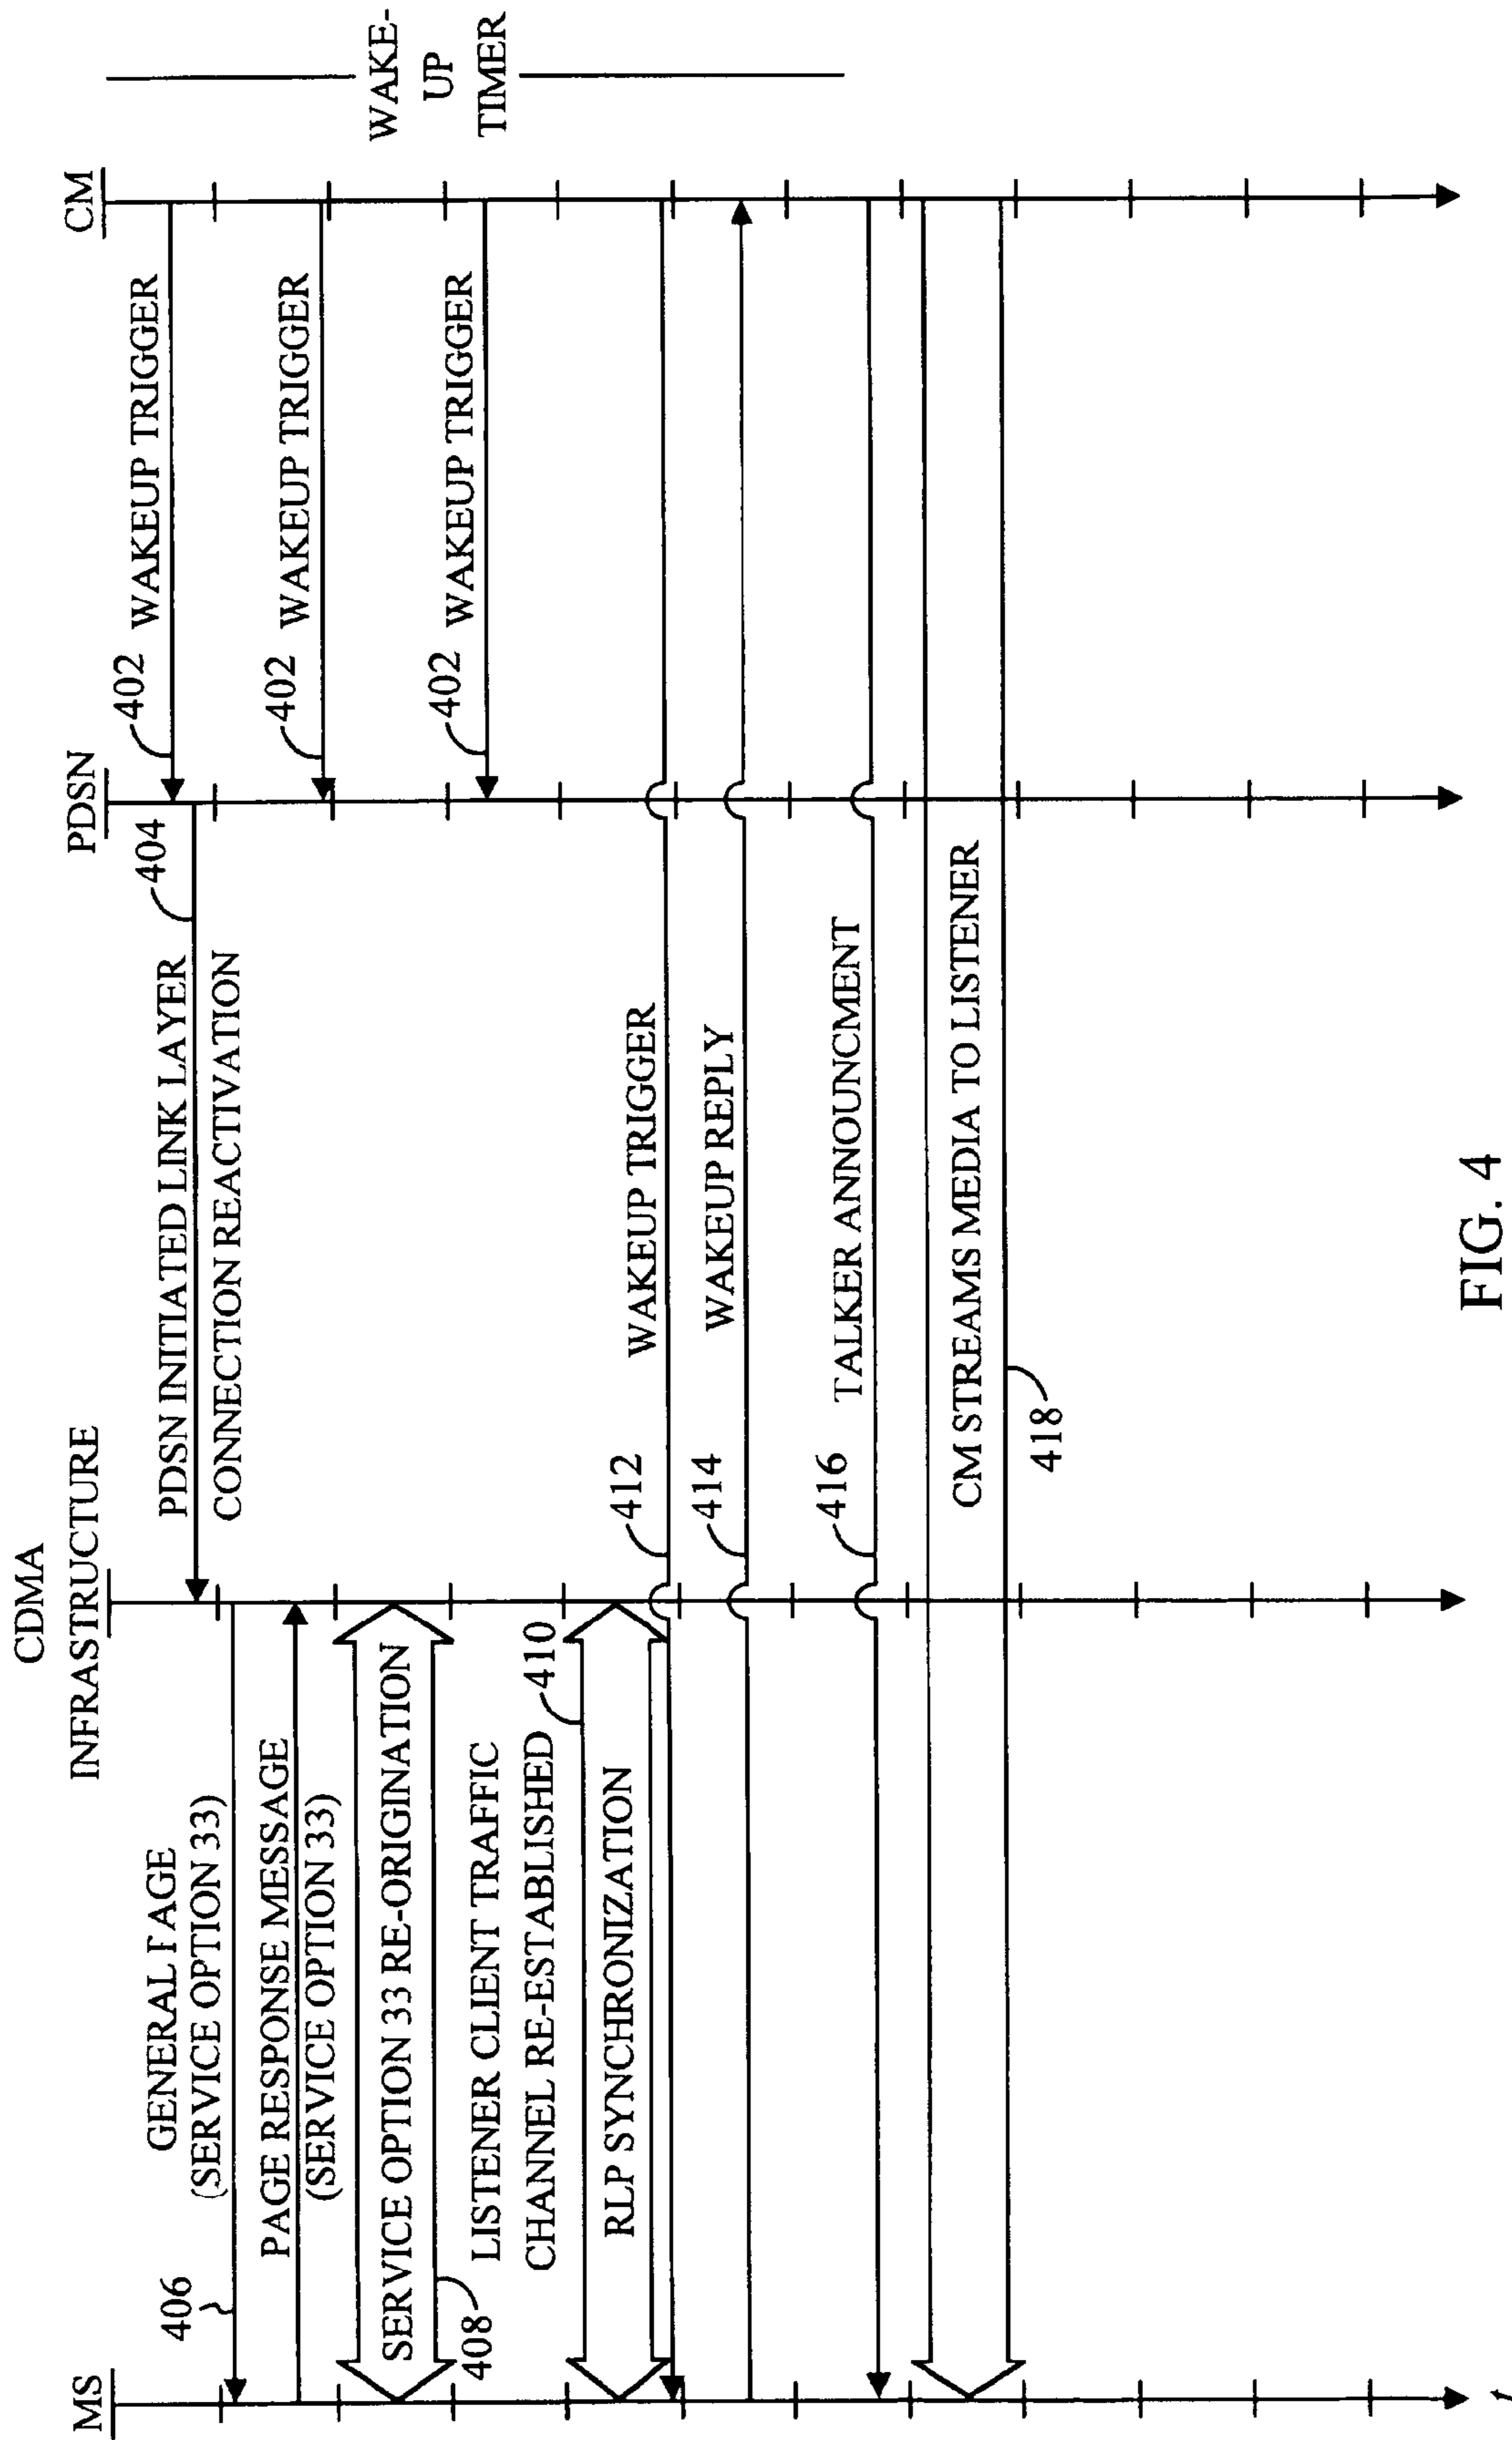 MS
CDMA
INFRASTRUCTURE
PDSN
CM
402
WAKEUP TRIGGER
404
PDSN INITIATED LINK LAYER
CONNECTION REACTIVATION
406
GENERAL PAGE
(SERVICE OPTION 33)
PAGE RESPONSE MESSAGE
(SERVICE OPTION 33)
402
WAKEUP TRIGGER
SERVICE OPTION 33 RE-ORIGINATION
408
402
WAKEUP TRIGGER
LISTENER CLIENT TRAFFIC
CHANNEL RE-ESTABLISHED
410
RLP SYNCHRONIZATION
412
WAKEUP TRIGGER
414
WAKEUP REPLY
416
TALKER ANNOUNCMENT
CM STREAMS MEDIA TO LISTENER
418
WAKE-
UP
TIMER
t
FIG. 4